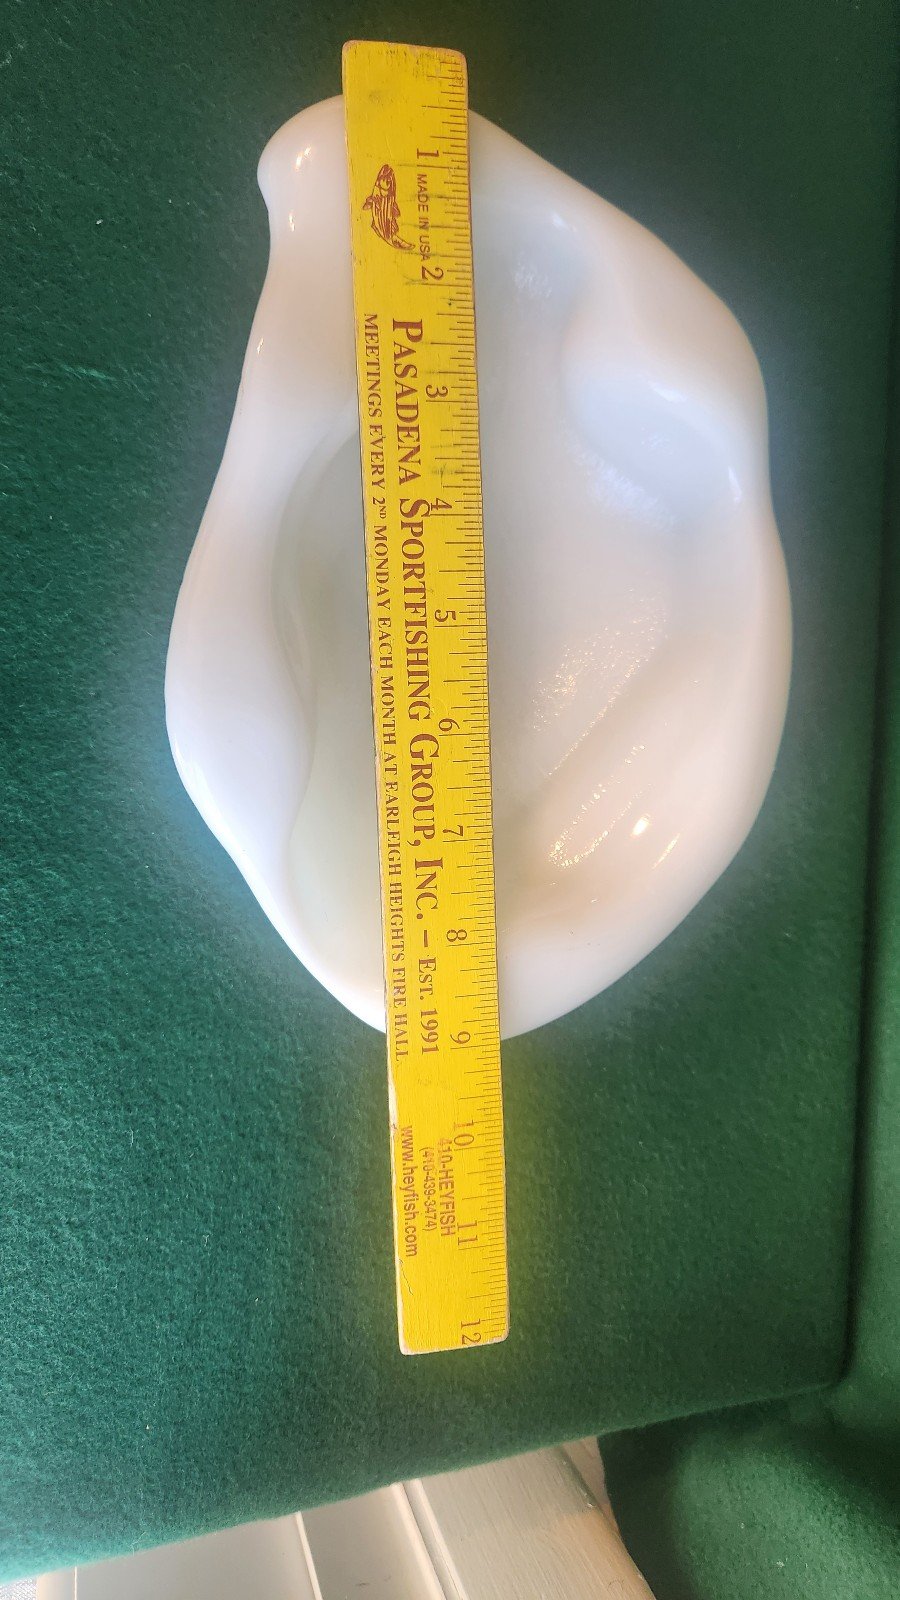 1 2 3 4 5 6 7 8 9 10 11 12
MADE IN USA
PASADENA SPORTFISHING GROUP, INC. – EST. 1991
MEETINGS EVERY 2ND MONDAY EACH MONTH AT EARLEIGH HEIGHTS FIRE HALL
410-HEYFISH
(410-439-3474)
www.heyfish.com